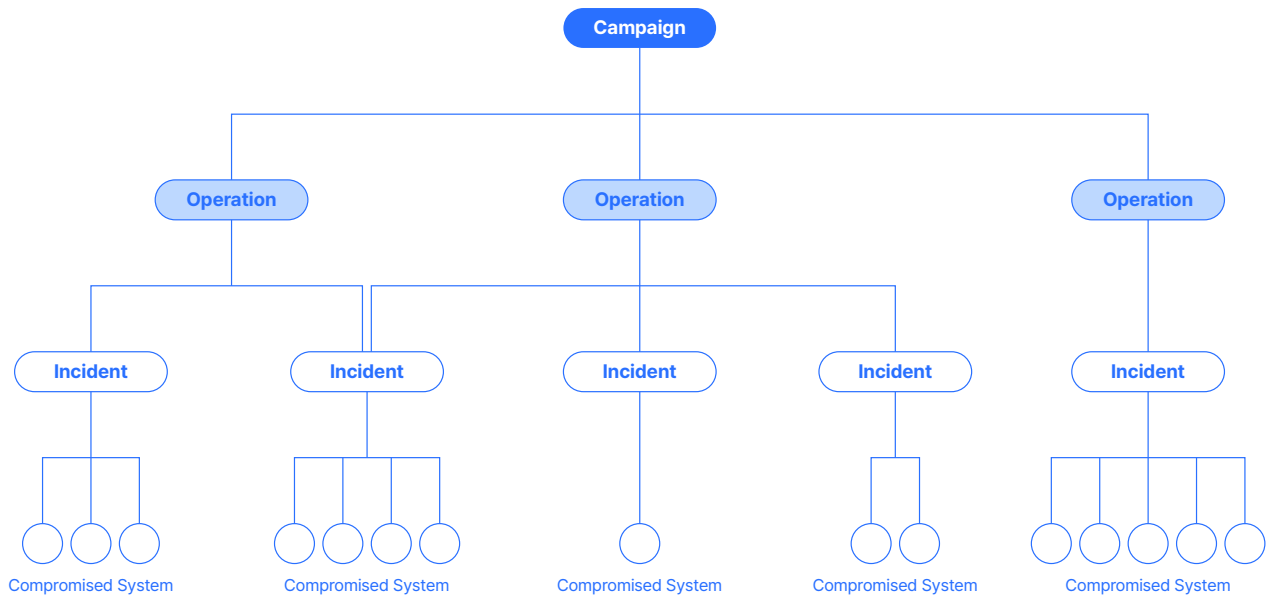 Campaign
Operation
Operation
Operation
Incident
Incident
Incident
Incident
Incident
Compromised System
Compromised System
Compromised System
Compromised System
Compromised System